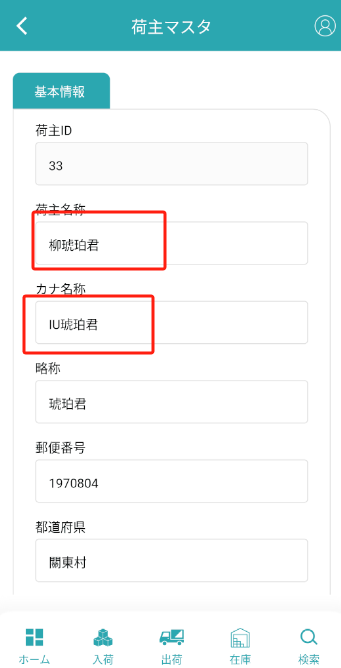 荷主マスタ
基本情報
荷主ID
33
荷主名称
柳琥珀君
カナ名称
IU琥珀君
略称
琥珀君
郵便番号
1970804
都道府県
關東村
ホーム
入荷
出荷
在庫
検索